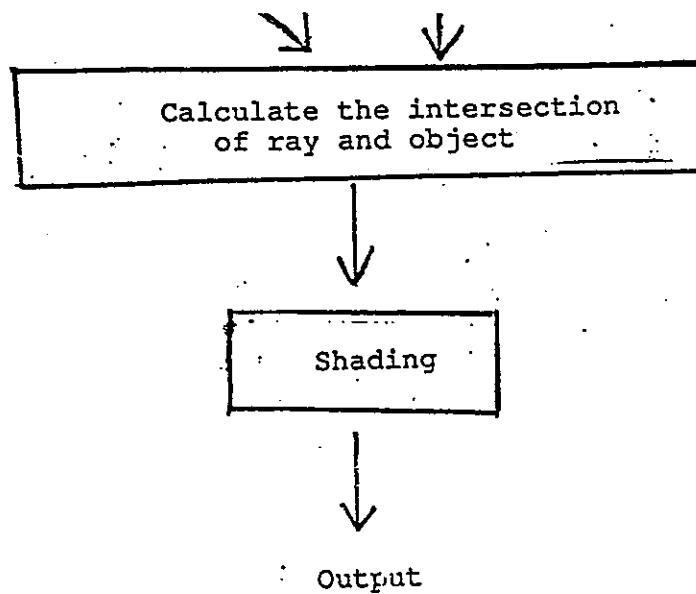 Calculate the intersection
of ray and object
Shading
Output